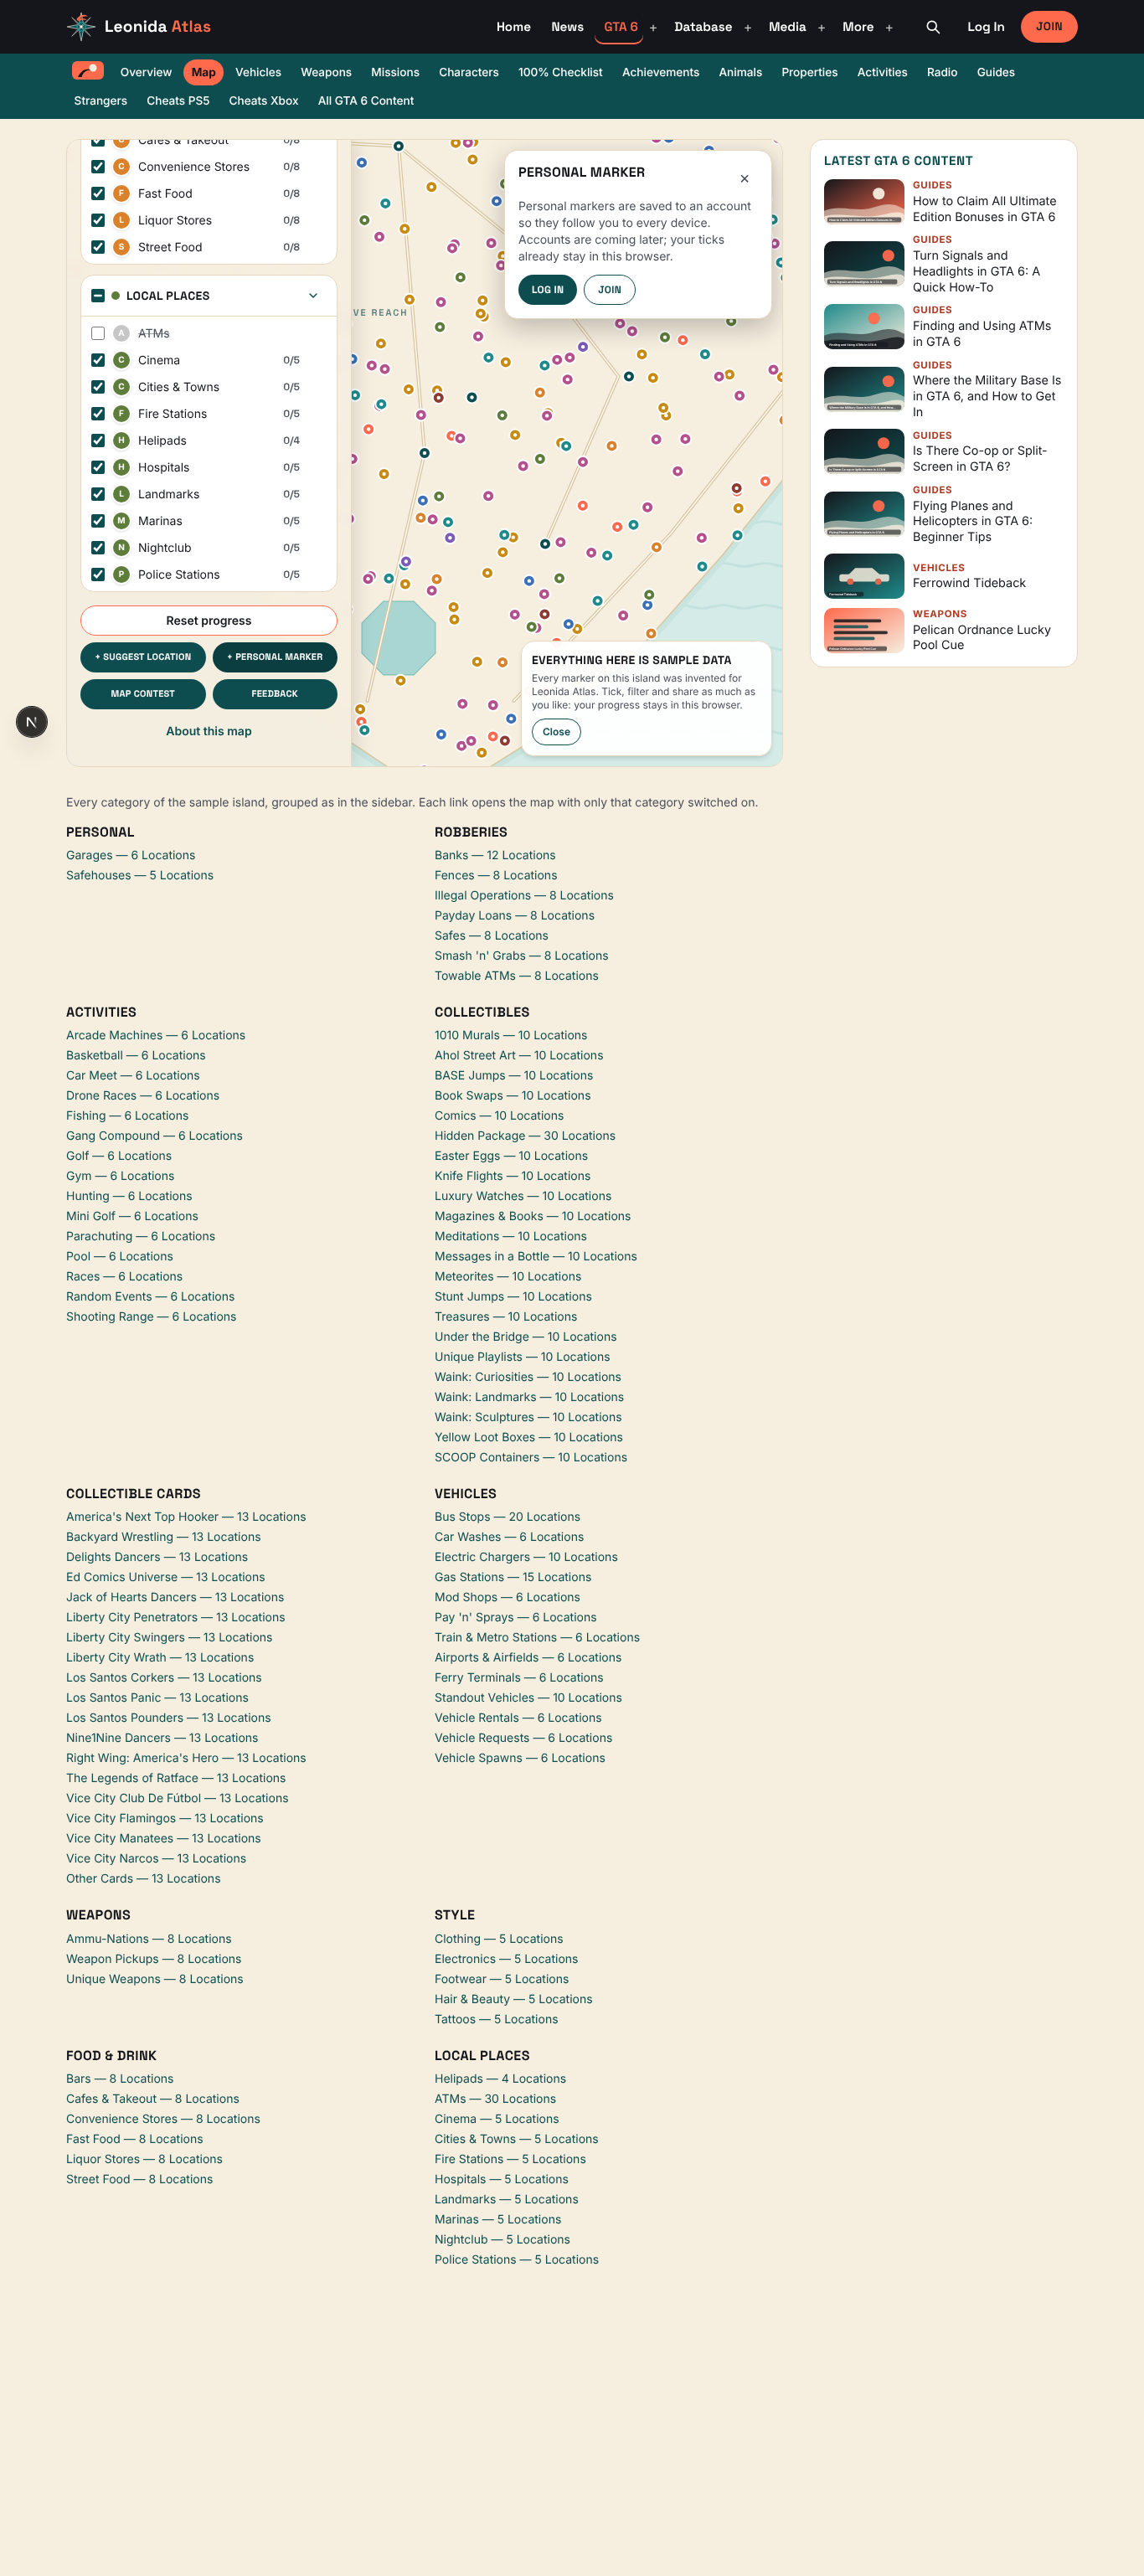 Leonida Atlas
Home
News
GTA 6 +
Database +
Media +
More +
Log In
JOIN
Overview
Map
Vehicles
Weapons
Missions
Characters
100% Checklist
Achievements
Animals
Properties
Activities
Radio
Guides
Strangers
Cheats PS5
Cheats Xbox
All GTA 6 Content
Cafes & Takeout 0/8
C Convenience Stores 0/8
F Fast Food 0/8
L Liquor Stores 0/8
S Street Food 0/8
LOCAL PLACES
A ATMs
C Cinema 0/5
C Cities & Towns 0/5
F Fire Stations 0/5
H Helipads 0/4
H Hospitals 0/5
L Landmarks 0/5
M Marinas 0/5
N Nightclub 0/5
P Police Stations 0/5
Reset progress
+ SUGGEST LOCATION
+ PERSONAL MARKER
MAP CONTEST
FEEDBACK
About this map
N
VE REACH
PERSONAL MARKER
×
Personal markers are saved to an account
so they follow you to every device.
Accounts are coming later; your ticks
already stay in this browser.
LOG IN
JOIN
EVERYTHING HERE IS SAMPLE DATA
Every marker on this island was invented for
Leonida Atlas. Tick, filter and share as much as
you like: your progress stays in this browser.
Close
LATEST GTA 6 CONTENT
GUIDES
How to Claim All Ultimate
Edition Bonuses in GTA 6
GUIDES
Turn Signals and
Headlights in GTA 6: A
Quick How-To
GUIDES
Finding and Using ATMs
in GTA 6
GUIDES
Where the Military Base Is
in GTA 6, and How to Get
In
GUIDES
Is There Co-op or Split-
Screen in GTA 6?
GUIDES
Flying Planes and
Helicopters in GTA 6:
Beginner Tips
VEHICLES
Ferrowind Tideback
WEAPONS
Pelican Ordnance Lucky
Pool Cue
Every category of the sample island, grouped as in the sidebar. Each link opens the map with only that category switched on.
PERSONAL
Garages — 6 Locations
Safehouses — 5 Locations
ROBBERIES
Banks — 12 Locations
Fences — 8 Locations
Illegal Operations — 8 Locations
Payday Loans — 8 Locations
Safes — 8 Locations
Smash 'n' Grabs — 8 Locations
Towable ATMs — 8 Locations
ACTIVITIES
Arcade Machines — 6 Locations
Basketball — 6 Locations
Car Meet — 6 Locations
Drone Races — 6 Locations
Fishing — 6 Locations
Gang Compound — 6 Locations
Golf — 6 Locations
Gym — 6 Locations
Hunting — 6 Locations
Mini Golf — 6 Locations
Parachuting — 6 Locations
Pool — 6 Locations
Races — 6 Locations
Random Events — 6 Locations
Shooting Range — 6 Locations
COLLECTIBLES
1010 Murals — 10 Locations
Ahol Street Art — 10 Locations
BASE Jumps — 10 Locations
Book Swaps — 10 Locations
Comics — 10 Locations
Hidden Package — 30 Locations
Easter Eggs — 10 Locations
Knife Flights — 10 Locations
Luxury Watches — 10 Locations
Magazines & Books — 10 Locations
Meditations — 10 Locations
Messages in a Bottle — 10 Locations
Meteorites — 10 Locations
Stunt Jumps — 10 Locations
Treasures — 10 Locations
Under the Bridge — 10 Locations
Unique Playlists — 10 Locations
Waink: Curiosities — 10 Locations
Waink: Landmarks — 10 Locations
Waink: Sculptures — 10 Locations
Yellow Loot Boxes — 10 Locations
SCOOP Containers — 10 Locations
COLLECTIBLE CARDS
America's Next Top Hooker — 13 Locations
Backyard Wrestling — 13 Locations
Delights Dancers — 13 Locations
Ed Comics Universe — 13 Locations
Jack of Hearts Dancers — 13 Locations
Liberty City Penetrators — 13 Locations
Liberty City Swingers — 13 Locations
Liberty City Wrath — 13 Locations
Los Santos Corkers — 13 Locations
Los Santos Panic — 13 Locations
Los Santos Pounders — 13 Locations
Nine1Nine Dancers — 13 Locations
Right Wing: America's Hero — 13 Locations
The Legends of Ratface — 13 Locations
Vice City Club De Fútbol — 13 Locations
Vice City Flamingos — 13 Locations
Vice City Manatees — 13 Locations
Vice City Narcos — 13 Locations
Other Cards — 13 Locations
VEHICLES
Bus Stops — 20 Locations
Car Washes — 6 Locations
Electric Chargers — 10 Locations
Gas Stations — 15 Locations
Mod Shops — 6 Locations
Pay 'n' Sprays — 6 Locations
Train & Metro Stations — 6 Locations
Airports & Airfields — 6 Locations
Ferry Terminals — 6 Locations
Standout Vehicles — 10 Locations
Vehicle Rentals — 6 Locations
Vehicle Requests — 6 Locations
Vehicle Spawns — 6 Locations
WEAPONS
Ammu-Nations — 8 Locations
Weapon Pickups — 8 Locations
Unique Weapons — 8 Locations
STYLE
Clothing — 5 Locations
Electronics — 5 Locations
Footwear — 5 Locations
Hair & Beauty — 5 Locations
Tattoos — 5 Locations
FOOD & DRINK
Bars — 8 Locations
Cafes & Takeout — 8 Locations
Convenience Stores — 8 Locations
Fast Food — 8 Locations
Liquor Stores — 8 Locations
Street Food — 8 Locations
LOCAL PLACES
Helipads — 4 Locations
ATMs — 30 Locations
Cinema — 5 Locations
Cities & Towns — 5 Locations
Fire Stations — 5 Locations
Hospitals — 5 Locations
Landmarks — 5 Locations
Marinas — 5 Locations
Nightclub — 5 Locations
Police Stations — 5 Locations